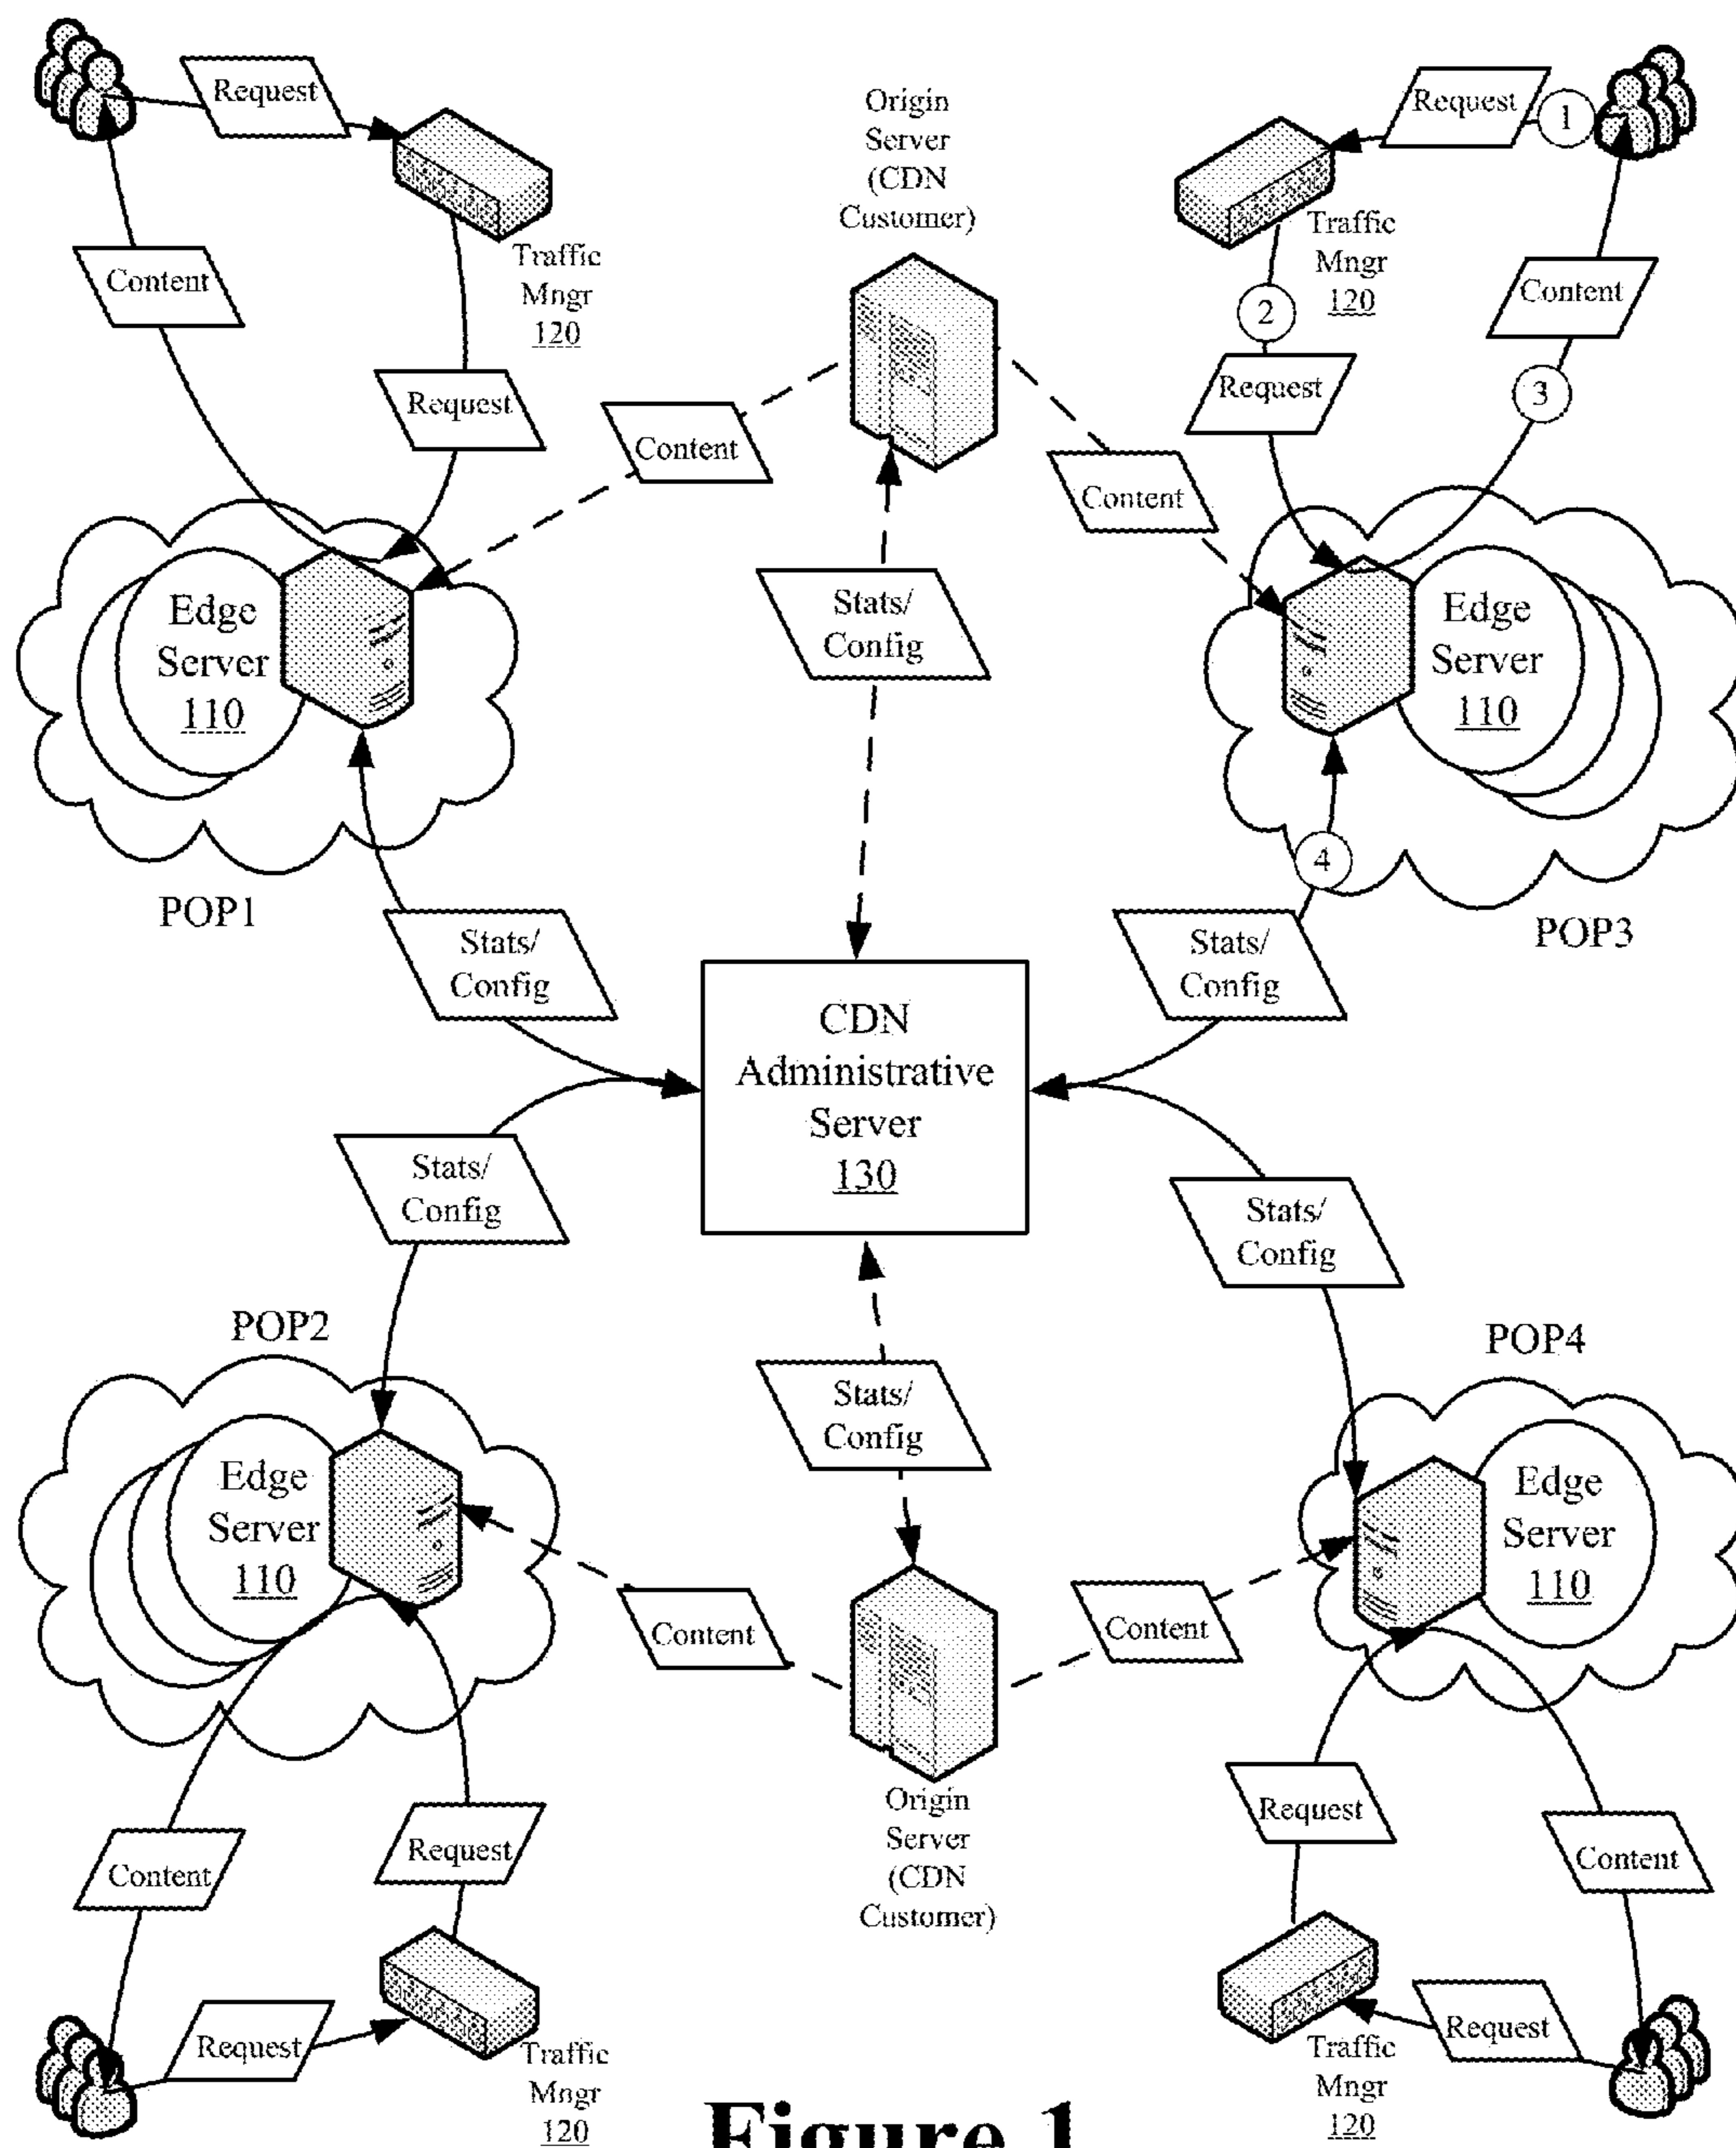 Request
Origin
Server
(CDN
Customer)
Request
1
Traffic
Mngr
120
Traffic
Mngr
120
Content
Content
2
Request
Request
3
Content
Content
Edge
Server
110
Stats/
Config
Edge
Server
110
4
POP1
POP3
Stats/
Config
Stats/
Config
CDN
Administrative
Server
130
Stats/
Config
Stats/
Config
POP2
POP4
Stats/
Config
Edge
Server
110
Edge
Server
110
Content
Content
Origin
Server
(CDN
Customer)
Request
Request
Content
Content
Request
Request
Traffic
Mngr
120
Traffic
Mngr
120
Figure 1